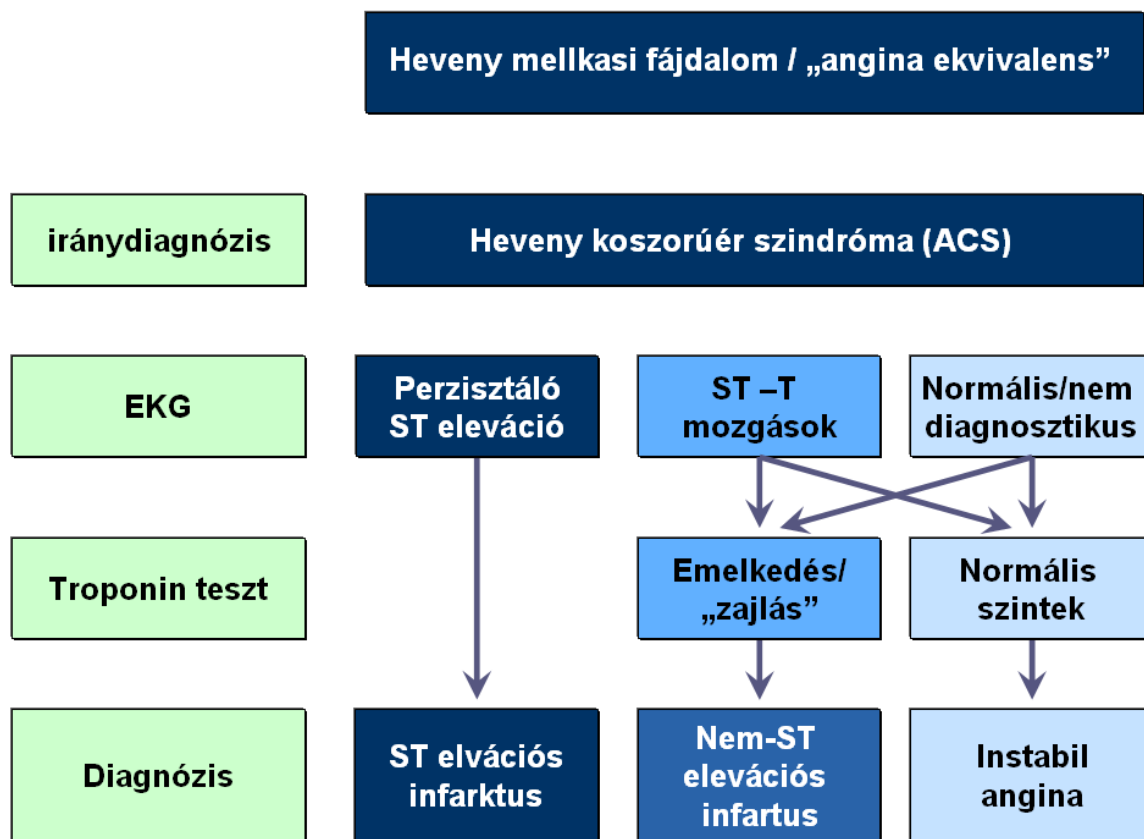 Heveny mellkasi fájdalom / „angina ekvivalens”
iránydiagnózis
Heveny koszorúér szindróma (ACS)
EKG
Perzisztáló
ST eleváció
ST –T
mozgások
Normális/nem
diagnosztikus
Troponin teszt
Emelkedés/
„zajlás”
Normális
szintek
Diagnózis
ST elvációs
infarktus
Nem-ST
elevációs
infartus
Instabil
angina